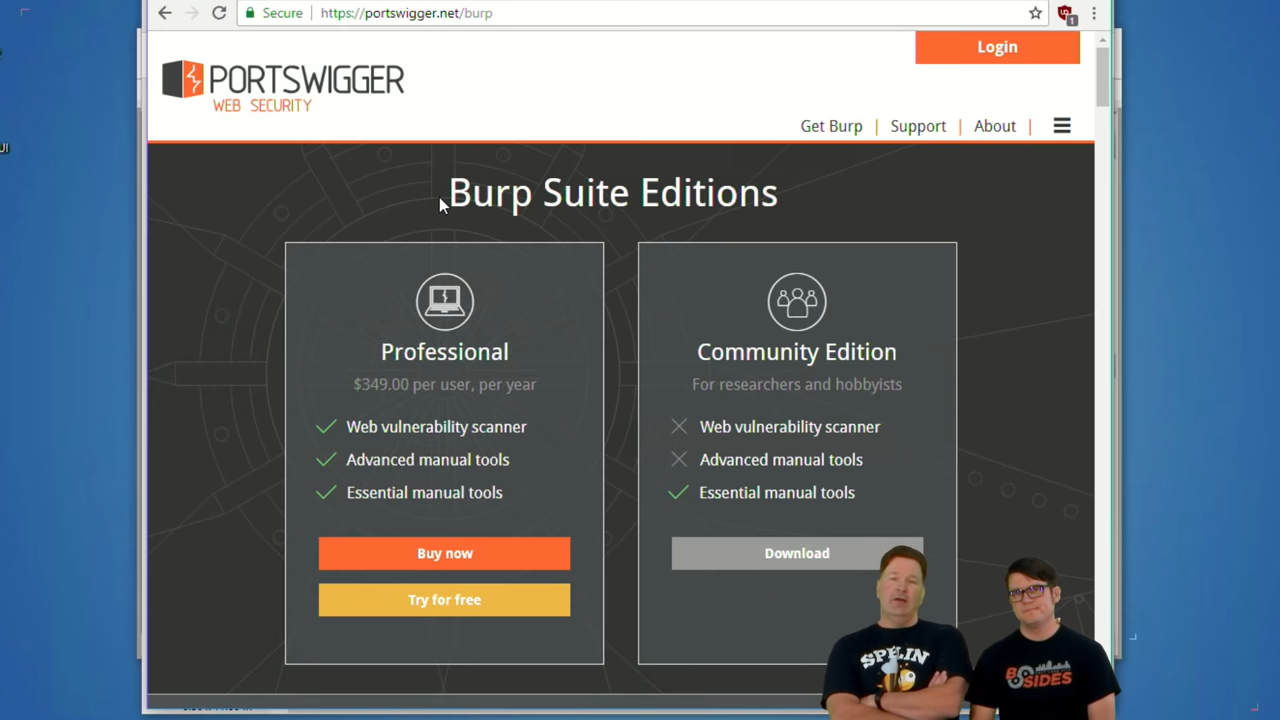 Secure
https://portswigger.net/burp
1
Login
PORTSWIGGER
WEB SECURITY
Get Burp | Support | About |
Burp Suite Editions
Professional
$349.00 per user, per year
Web vulnerability scanner
Advanced manual tools
Essential manual tools
Buy now
Try for free
Community Edition
For researchers and hobbyists
Web vulnerability scanner
Advanced manual tools
Essential manual tools
Download
UI
SPELIN
BSIDES